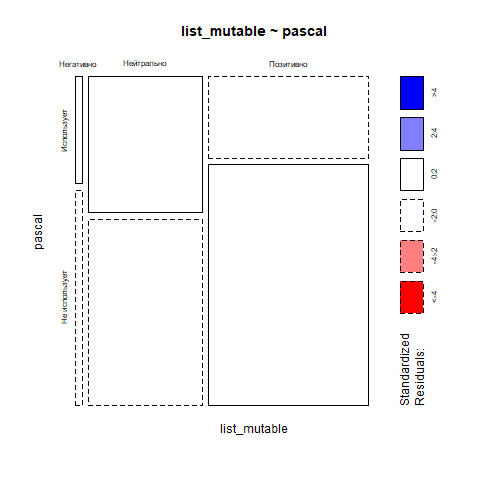 list_mutable ~ pascal
Негативно
Нейтрально
Позитивно
Использует
Не использует
pascal
list_mutable
>4
2:4
0:2
-2:0
-4:-2
<-4
Standardized
Residuals: